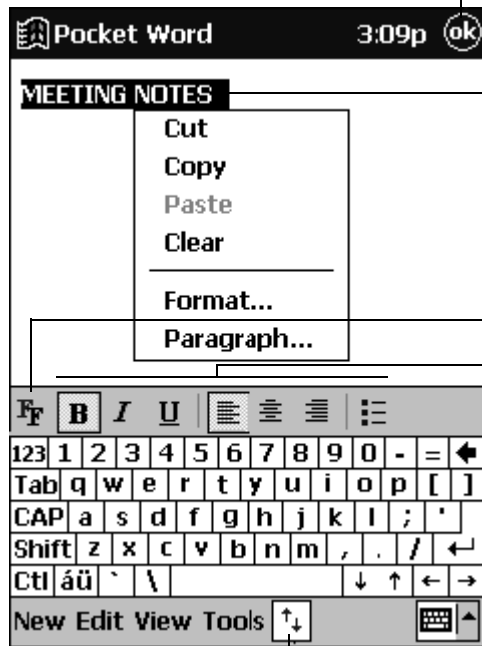 Pocket Word 3:09p ok
MEETING NOTES
Cut
Copy
Paste
Clear
Format...
Paragraph...
FF B I U
123 1 2 3 4 5 6 7 8 9 0 - =
Tab q w e r t y u i o p [ ]
CAP a s d f g h j k l ; '
Shift z x c v b n m , . /
Ctl áü ` \ ↓ ↑ ← →
New Edit View Tools